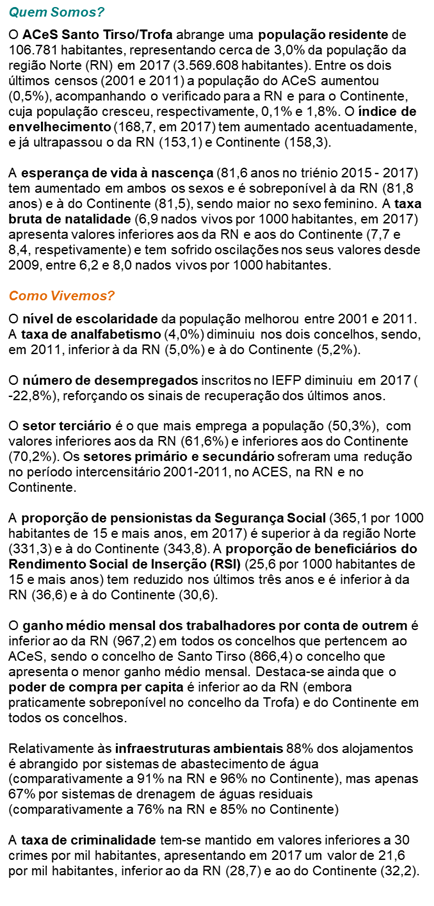 Quem Somos?
O ACeS Santo Tirso/Trofa abrange uma população residente de
106.781 habitantes, representando cerca de 3,0% da população da
região Norte (RN) em 2017 (3.569.608 habitantes). Entre os dois
últimos censos (2001 e 2011) a população do ACeS aumentou
(0,5%), acompanhando o verificado para a RN e para o Continente,
cuja população cresceu, respectivamente, 0,1% e 1,8%. O índice de
envelhecimento (168,7, em 2017) tem aumentado acentuadamente,
e já ultrapassou o da RN (153,1) e Continente (158,3).
A esperança de vida à nascença (81,6 anos no triénio 2015 - 2017)
tem aumentado em ambos os sexos e é sobreponível à da RN (81,8
anos) e à do Continente (81,5), sendo maior no sexo feminino. A taxa
bruta de natalidade (6,9 nados vivos por 1000 habitantes, em 2017)
apresenta valores inferiores aos da RN e aos do Continente (7,7 e
8,4, respetivamente) e tem sofrido oscilações nos seus valores desde
2009, entre 6,2 e 8,0 nados vivos por 1000 habitantes.
Como Vivemos?
O nível de escolaridade da população melhorou entre 2001 e 2011.
A taxa de analfabetismo (4,0%) diminuiu nos dois concelhos, sendo,
em 2011, inferior à da RN (5,0%) e à do Continente (5,2%).
O número de desempregados inscritos no IEFP diminuiu em 2017 (
-22,8%), reforçando os sinais de recuperação dos últimos anos.
O setor terciário é o que mais emprega a população (50,3%), com
valores inferiores aos da RN (61,6%) e inferiores aos do Continente
(70,2%). Os setores primário e secundário sofreram uma redução
no período intercensitário 2001-2011, no ACES, na RN e no
Continente.
A proporção de pensionistas da Segurança Social (365,1 por 1000
habitantes de 15 e mais anos, em 2017) é superior à da região Norte
(331,3) e à do Continente (343,8). A proporção de beneficiários do
Rendimento Social de Inserção (RSI) (25,6 por 1000 habitantes de
15 e mais anos) tem reduzido nos últimos três anos e é inferior à da
RN (36,6) e à do Continente (30,6).
O ganho médio mensal dos trabalhadores por conta de outrem é
inferior ao da RN (967,2) em todos os concelhos que pertencem ao
ACeS, sendo o concelho de Santo Tirso (866,4) o concelho que
apresenta o menor ganho médio mensal. Destaca-se ainda que o
poder de compra per capita é inferior ao da RN (embora
praticamente sobreponível no concelho da Trofa) e do Continente em
todos os concelhos.
Relativamente às infraestruturas ambientais 88% dos alojamentos
é abrangido por sistemas de abastecimento de água
(comparativamente a 91% na RN e 96% no Continente), mas apenas
67% por sistemas de drenagem de águas residuais
(comparativamente a 76% na RN e 85% no Continente)
A taxa de criminalidade tem-se mantido em valores inferiores a 30
crimes por mil habitantes, apresentando em 2017 um valor de 21,6
por mil habitantes, inferior ao da RN (28,7) e ao do Continente (32,2).